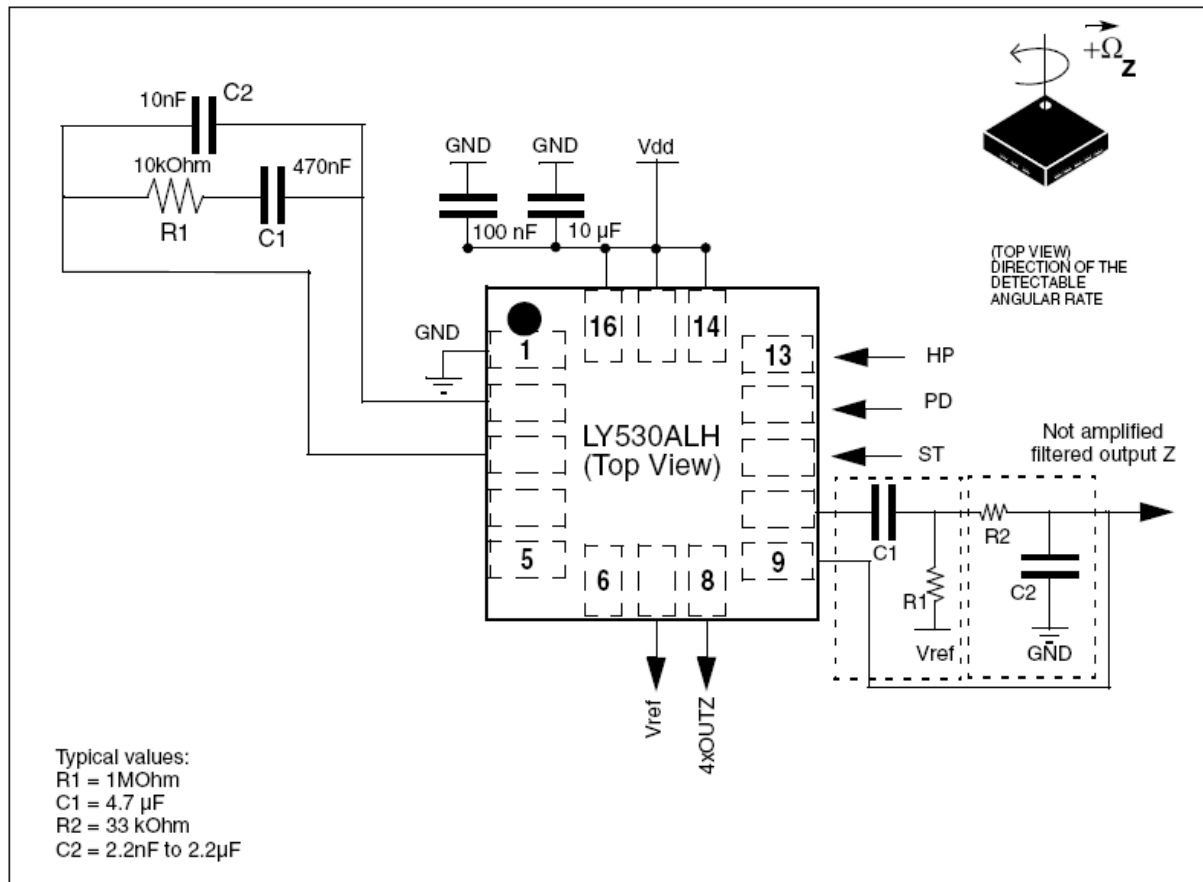 +Ω
Z
10nF
C2
10kOhm
470nF
R1
C1
GND
GND
Vdd
100 nF
10 µF
(TOP VIEW)
DIRECTION OF THE
DETECTABLE
ANGULAR RATE
16
14
GND
1
13
HP
PD
LY530ALH
(Top View)
ST
Not amplified
filtered output Z
C1
R2
5
6
8
9
R1
C2
Vref
GND
Vref
4xOUTZ
Typical values:
R1 = 1MOhm
C1 = 4.7 µF
R2 = 33 kOhm
C2 = 2.2nF to 2.2µF